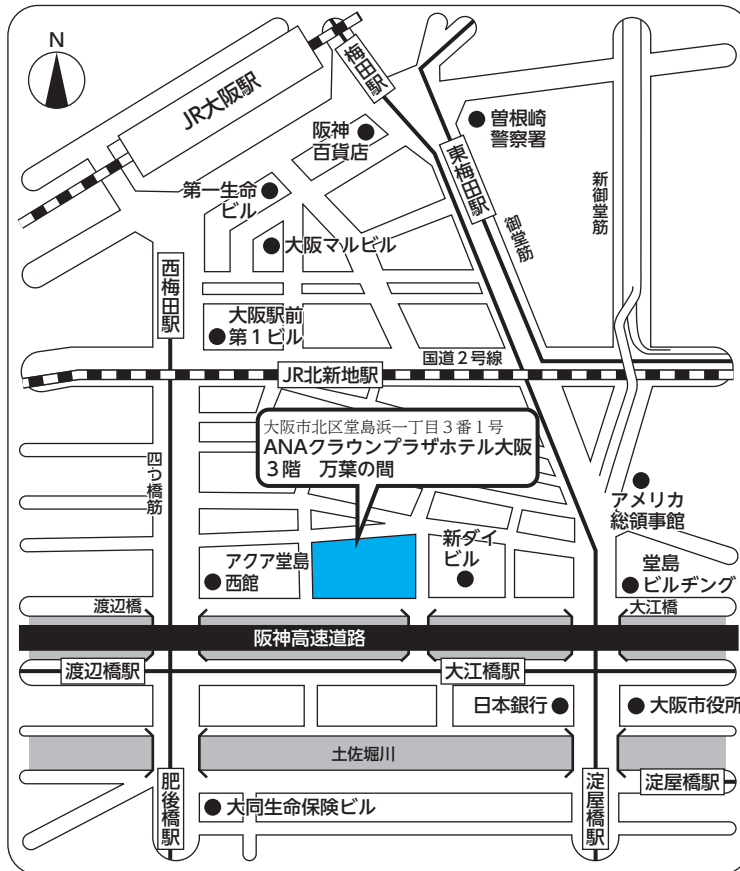 N
JR大阪駅
梅田駅
阪神
百貨店
曽根崎
警察署
東梅田駅
新御堂筋
御堂筋
第一生命
ビル
大阪マルビル
西梅田駅
大阪駅前
第１ビル
国道２号線
JR北新地駅
大阪市北区堂島浜一丁目３番１号
ANAクラウンプラザホテル大阪
３階　万葉の間
四つ橋筋
アメリカ
総領事館
アクア堂島
西館
新ダイ
ビル
堂島
ビルヂング
渡辺橋
大江橋
阪神高速道路
渡辺橋駅
大江橋駅
日本銀行
大阪市役所
土佐堀川
肥後橋駅
大同生命保険ビル
淀屋橋駅
淀屋橋駅